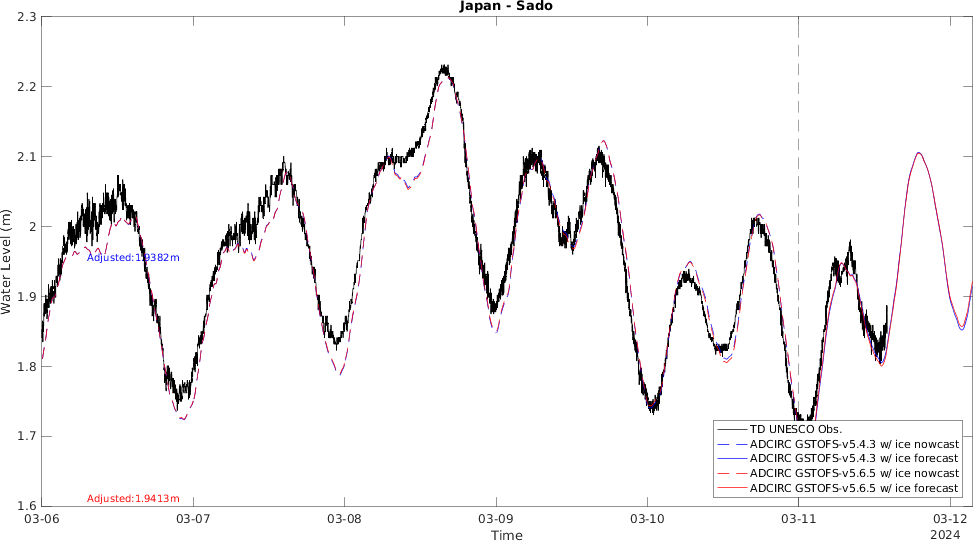 Japan - Sado
Water Level (m)
2.3
2.2
2.1
2
1.9
1.8
1.7
1.6
Adjusted:1.9382m
Adjusted:1.9413m
TD UNESCO Obs.
ADCIRC GSTOFS-v5.4.3 w/ ice nowcast
ADCIRC GSTOFS-v5.4.3 w/ ice forecast
ADCIRC GSTOFS-v5.6.5 w/ ice nowcast
ADCIRC GSTOFS-v5.6.5 w/ ice forecast
03-06 03-07 03-08 03-09 03-10 03-11 03-12
Time
2024